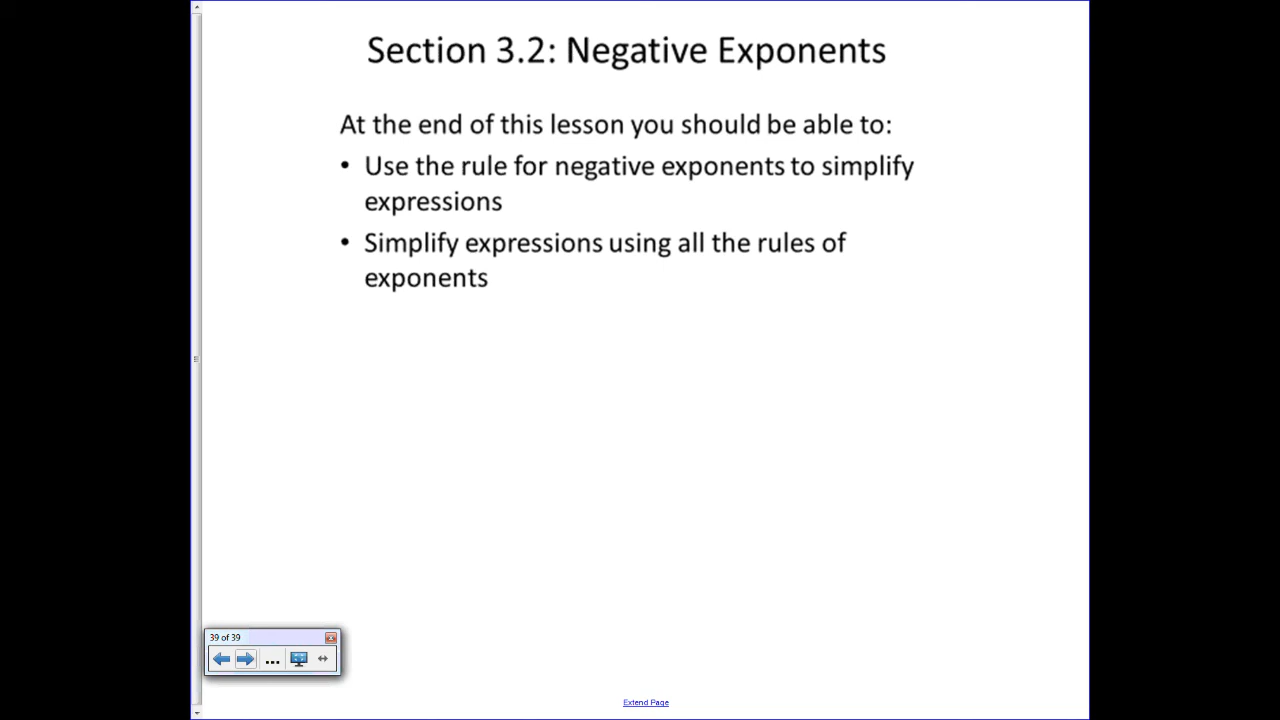 Section 3.2: Negative Exponents
At the end of this lesson you should be able to:
• Use the rule for negative exponents to simplify
expressions
• Simplify expressions using all the rules of
exponents
39 of 39
...
Extend Page